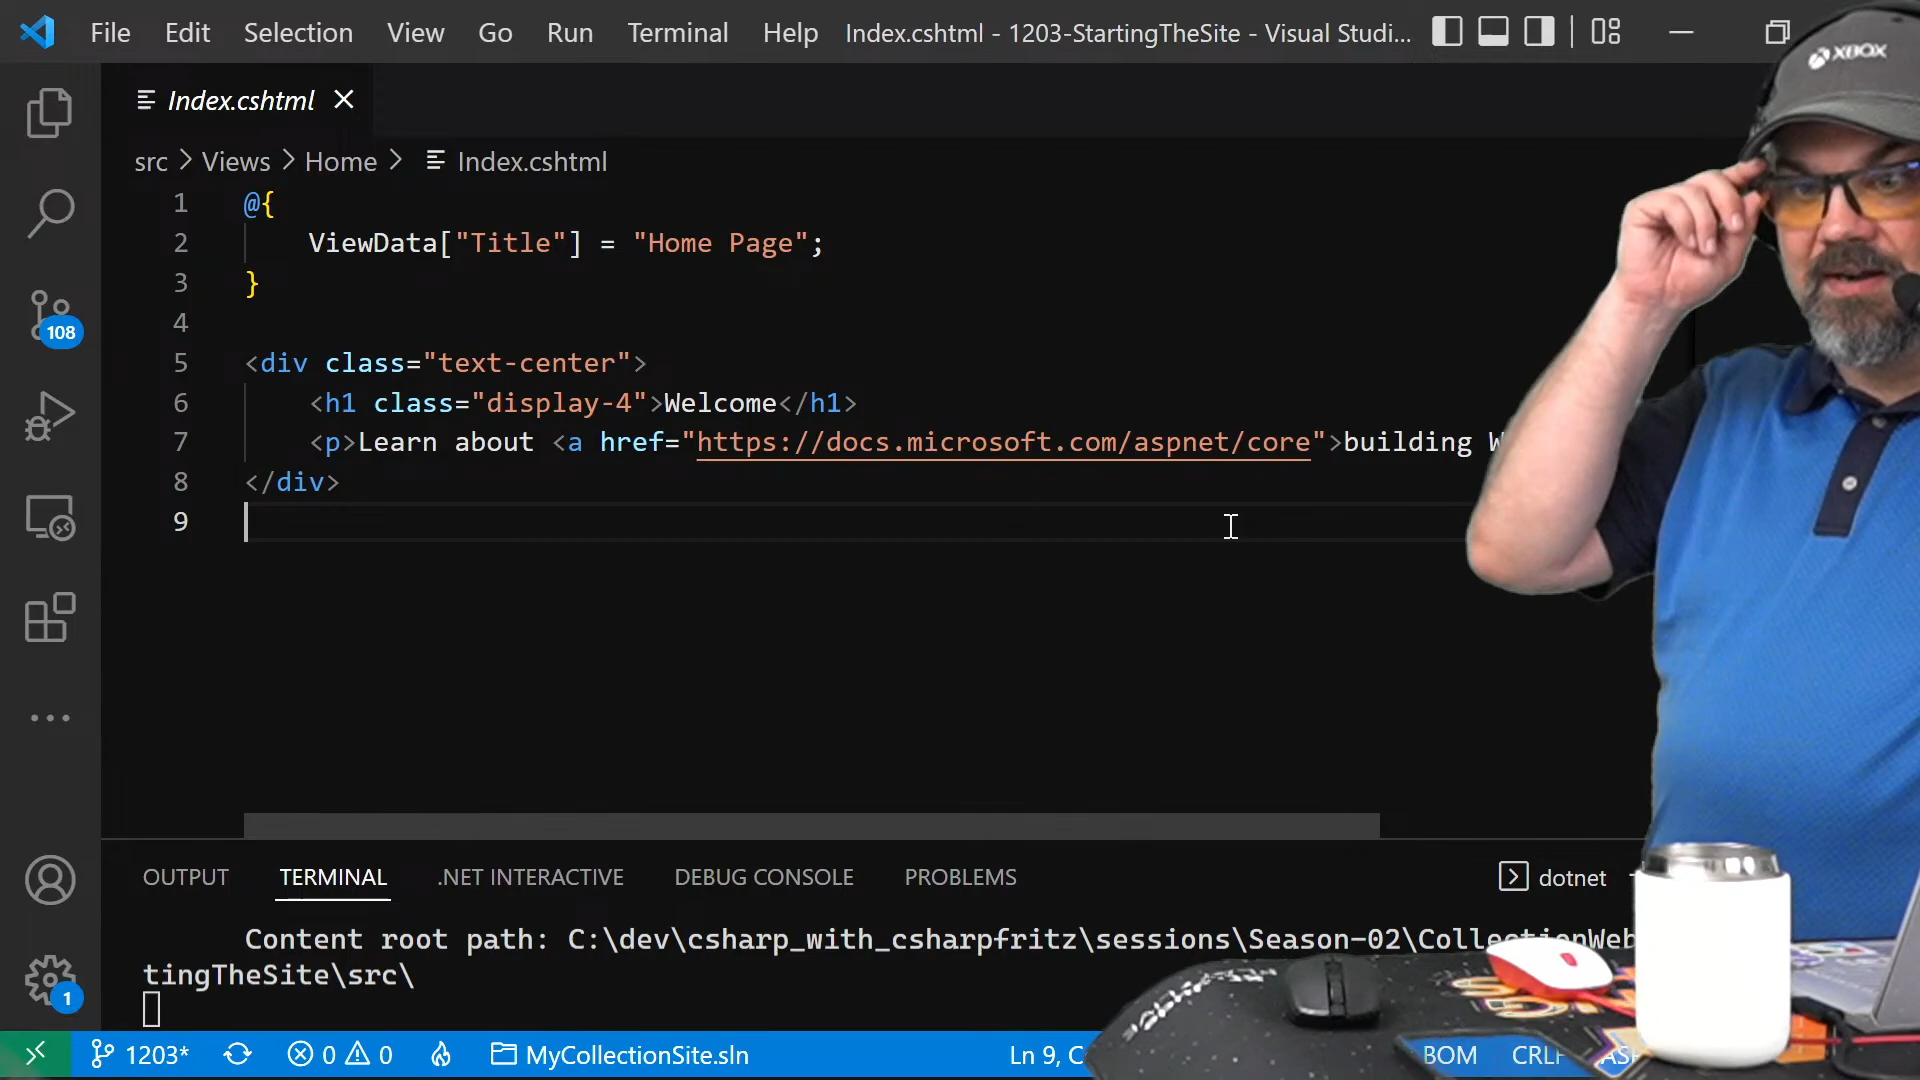 File Edit Selection View Go Run Terminal Help Index.cshtml - 1203-StartingTheSite - Visual Studi...
XBOX
Index.cshtml
src > Views > Home > Index.cshtml
1 @{
2 ViewData["Title"] = "Home Page";
3 }
4
5 <div class="text-center">
6 <h1 class="display-4">Welcome</h1>
7 <p>Learn about <a href="https://docs.microsoft.com/aspnet/core">building W
8 </div>
9
108
OUTPUT TERMINAL .NET INTERACTIVE DEBUG CONSOLE PROBLEMS dotnet
Content root path: C:\dev\csharp_with_csharpfritz\sessions\Season-02\CollectionWeb
tingTheSite\src\
1
1203* 0 0 MyCollectionSite.sln Ln 9, C BOM CRLF